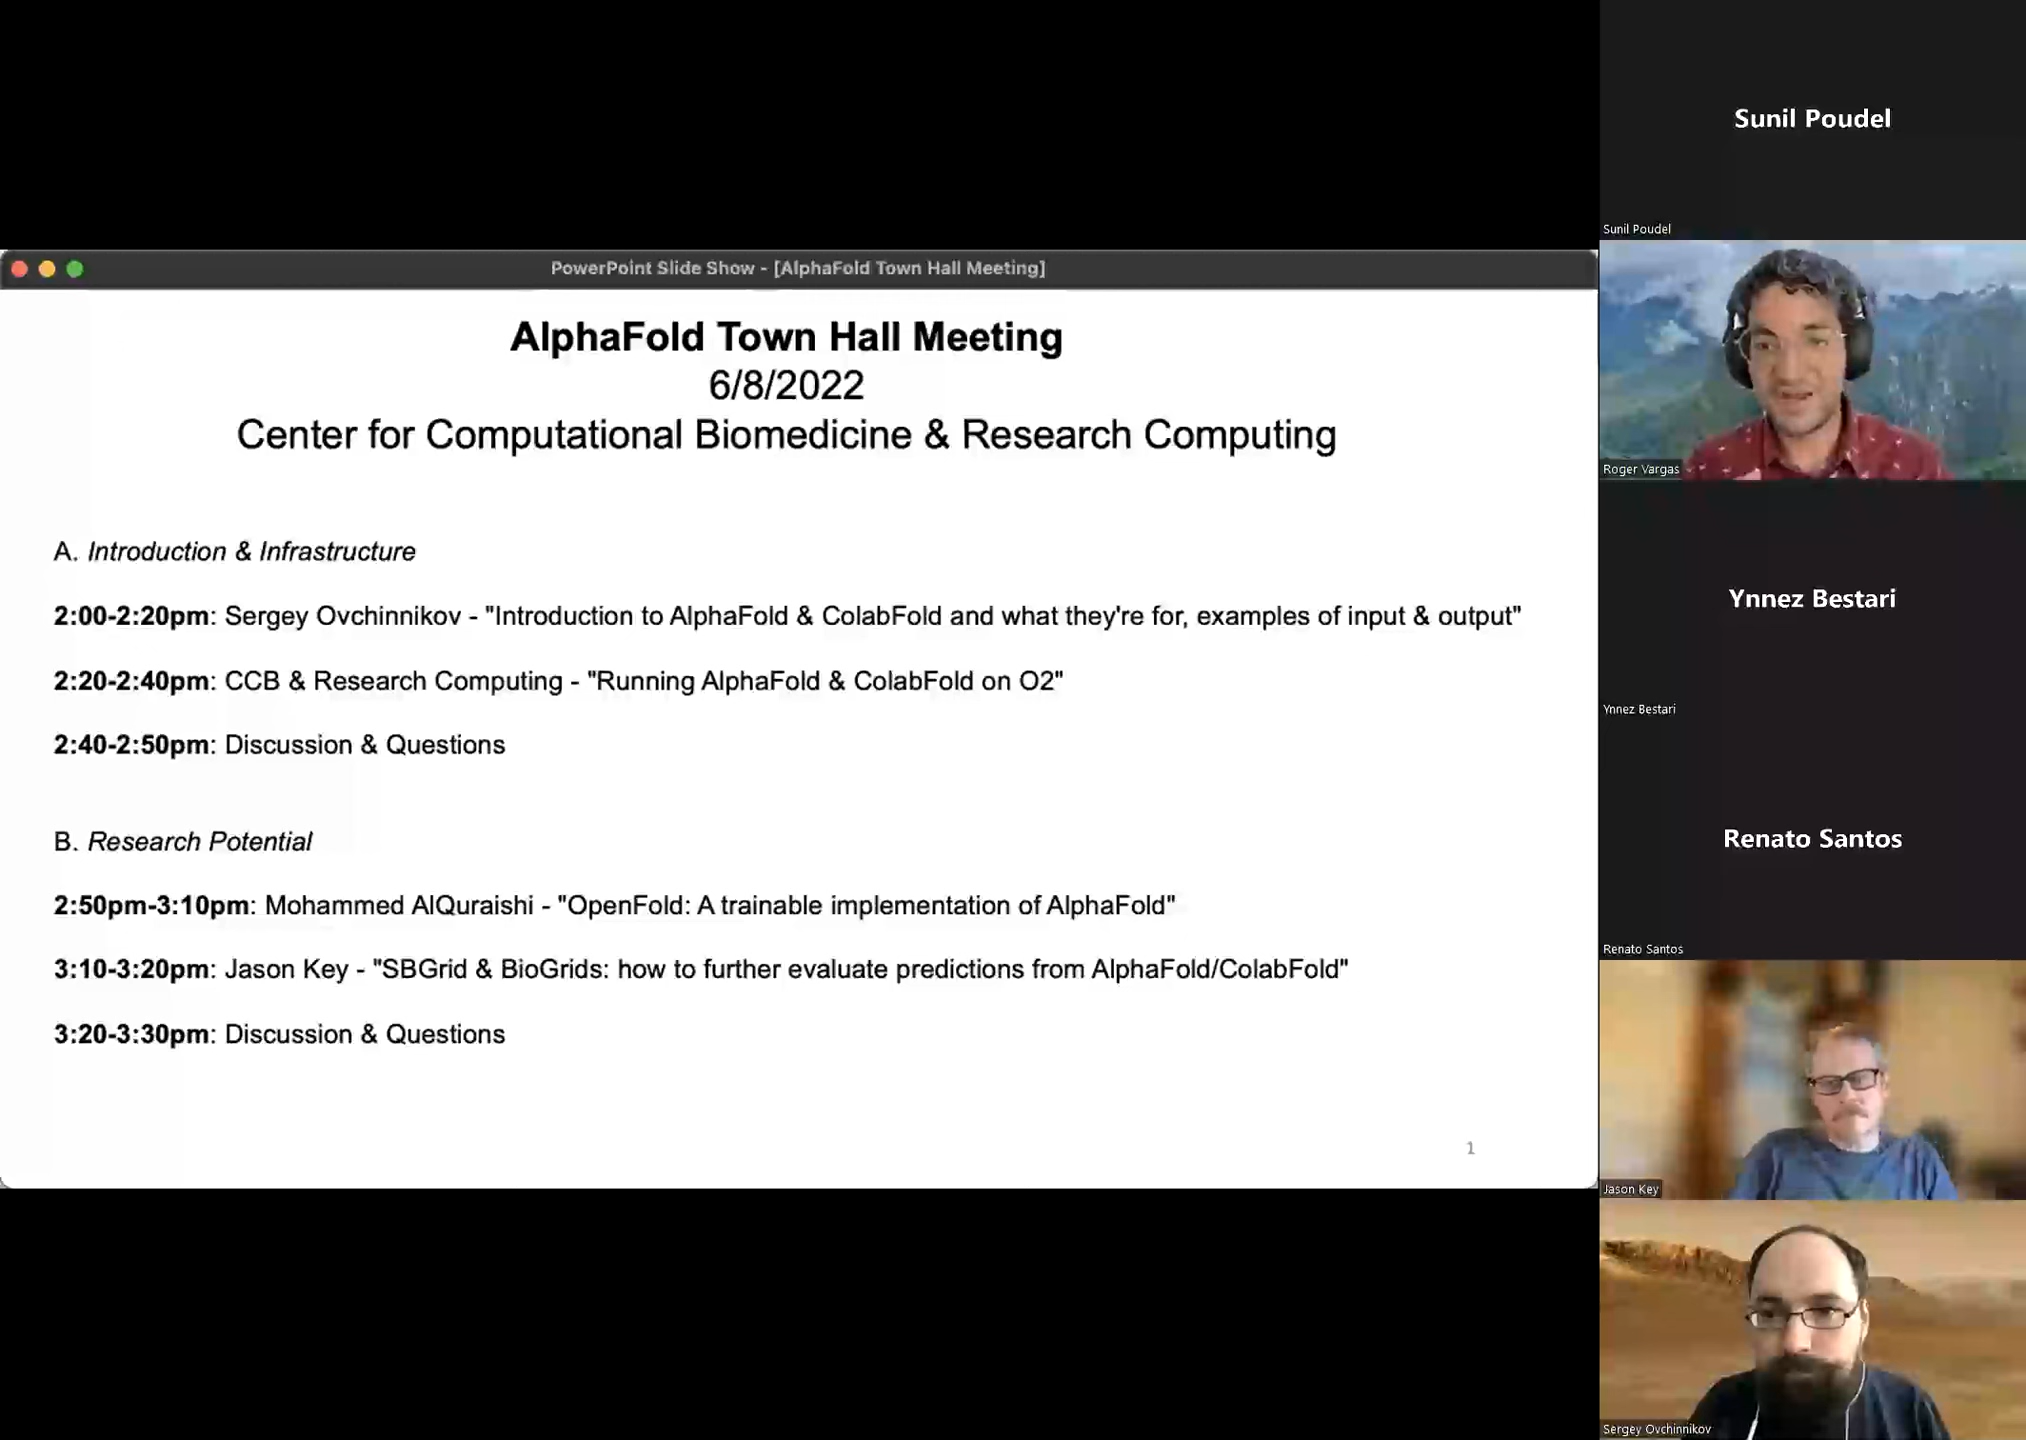 PowerPoint Slide Show - [AlphaFold Town Hall Meeting]
AlphaFold Town Hall Meeting
6/8/2022
Center for Computational Biomedicine & Research Computing
A. Introduction & Infrastructure
2:00-2:20pm: Sergey Ovchinnikov - "Introduction to AlphaFold & ColabFold and what they're for, examples of input & output"
2:20-2:40pm: CCB & Research Computing - "Running AlphaFold & ColabFold on O2"
2:40-2:50pm: Discussion & Questions
B. Research Potential
2:50pm-3:10pm: Mohammed AlQuraishi - "OpenFold: A trainable implementation of AlphaFold"
3:10-3:20pm: Jason Key - "SBGrid & BioGrids: how to further evaluate predictions from AlphaFold/ColabFold"
3:20-3:30pm: Discussion & Questions
1
Sunil Poudel
Sunil Poudel
Roger Vargas
Ynnez Bestari
Ynnez Bestari
Renato Santos
Renato Santos
Jason Key
Sergey Ovchinnikov